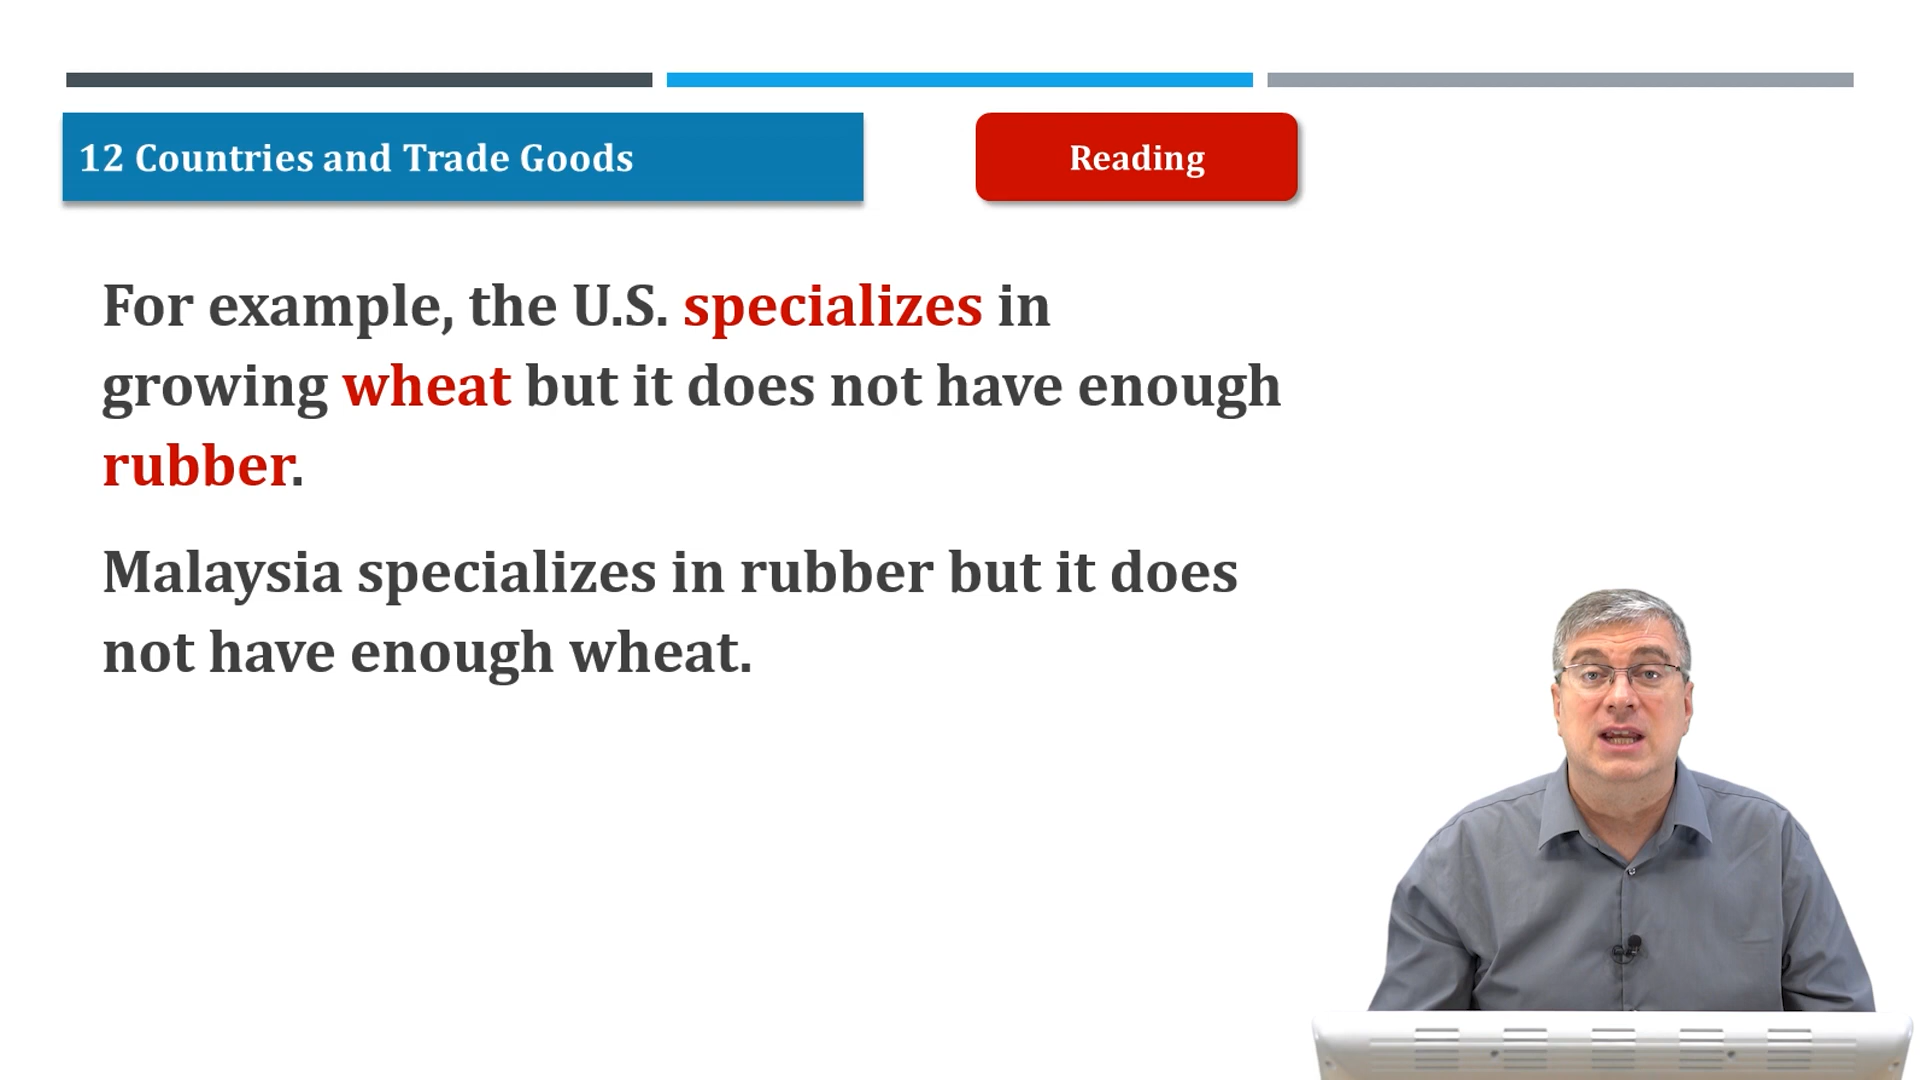 12 Countries and Trade Goods
Reading
For example, the U.S. specializes in
growing wheat but it does not have enough
rubber.
Malaysia specializes in rubber but it does
not have enough wheat.